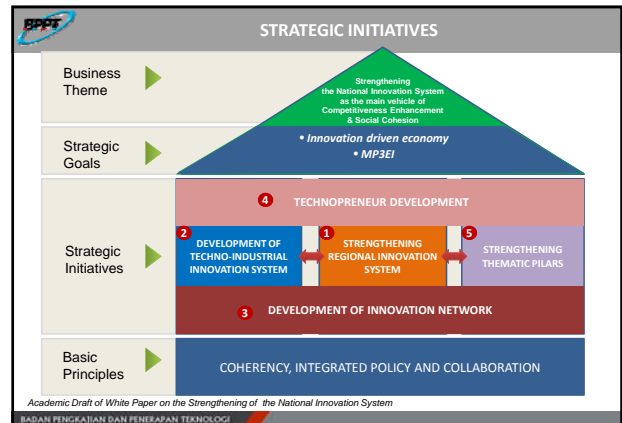 BPPT
STRATEGIC INITIATIVES
Business
Theme
Strengthening
the National Innovation System
as the main vehicle of
Competitiveness Enhancement
& Social Cohesion
Strategic
Goals
• Innovation driven economy
• MP3EI
Strategic
Initiatives
4 TECHNOPRENEUR DEVELOPMENT
2
DEVELOPMENT OF
TECHNO-INDUSTRIAL
INNOVATION SYSTEM
1
STRENGTHENING
REGIONAL INNOVATION
SYSTEM
5
STRENGTHENING
THEMATIC PILARS
3 DEVELOPMENT OF INNOVATION NETWORK
Basic
Principles
COHERENCY, INTEGRATED POLICY AND COLLABORATION
Academic Draft of White Paper on the Strengthening of the National Innovation System
BADAN PENGKAJIAN DAN PENERAPAN TEKNOLOGI